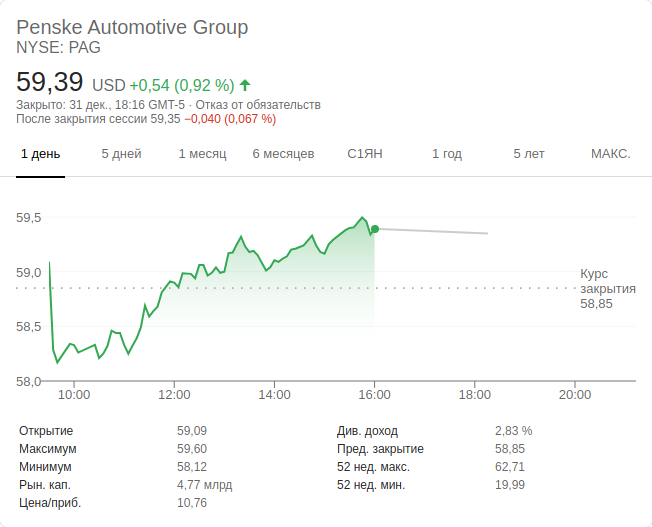 Penske Automotive Group
NYSE: PAG
59,39 USD +0,54 (0,92 %)
Закрыто: 31 дек., 18:16 GMT-5 · Отказ от обязательств
После закрытия сессии 59,35 −0,040 (0,067 %)
1 день 5 дней 1 месяц 6 месяцев С1ЯН 1 год 5 лет МАКС.
59,5
59,0
58,5
58,0
Курс
закрытия
58,85
10:00 12:00 14:00 16:00 18:00 20:00
Открытие 59,09
Максимум 59,60
Минимум 58,12
Рын. кап. 4,77 млрд
Цена/приб. 10,76
Див. доход 2,83 %
Пред. закрытие 58,85
52 нед. макс. 62,71
52 нед. мин. 19,99